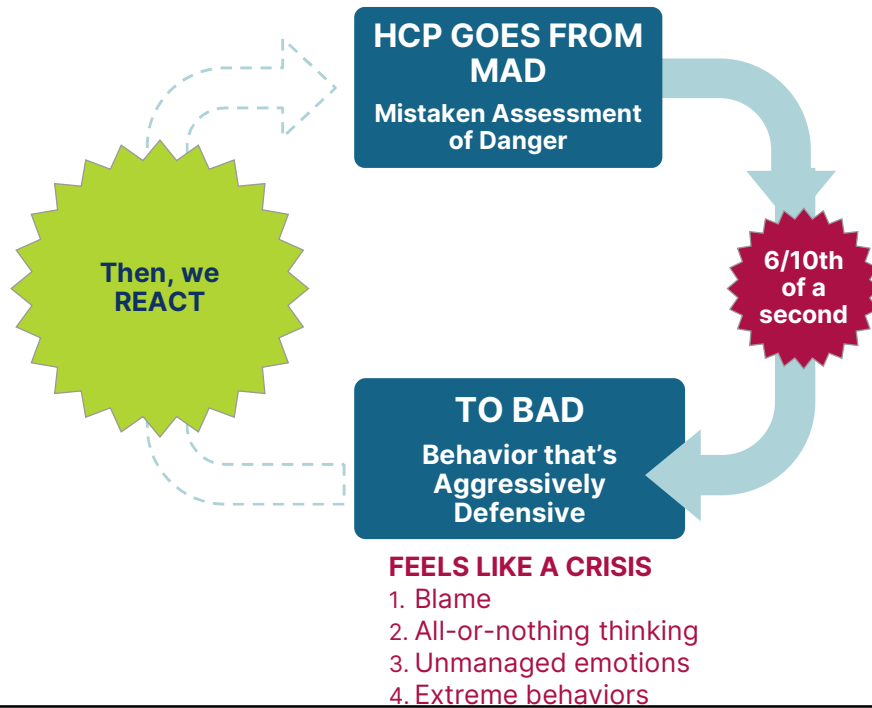 HCP GOES FROM
MAD
Mistaken Assessment
of Danger
6/10th
of a
second
TO BAD
Behavior that’s
Aggressively
Defensive
FEELS LIKE A CRISIS
1. Blame
2. All-or-nothing thinking
3. Unmanaged emotions
4. Extreme behaviors
Then, we
REACT